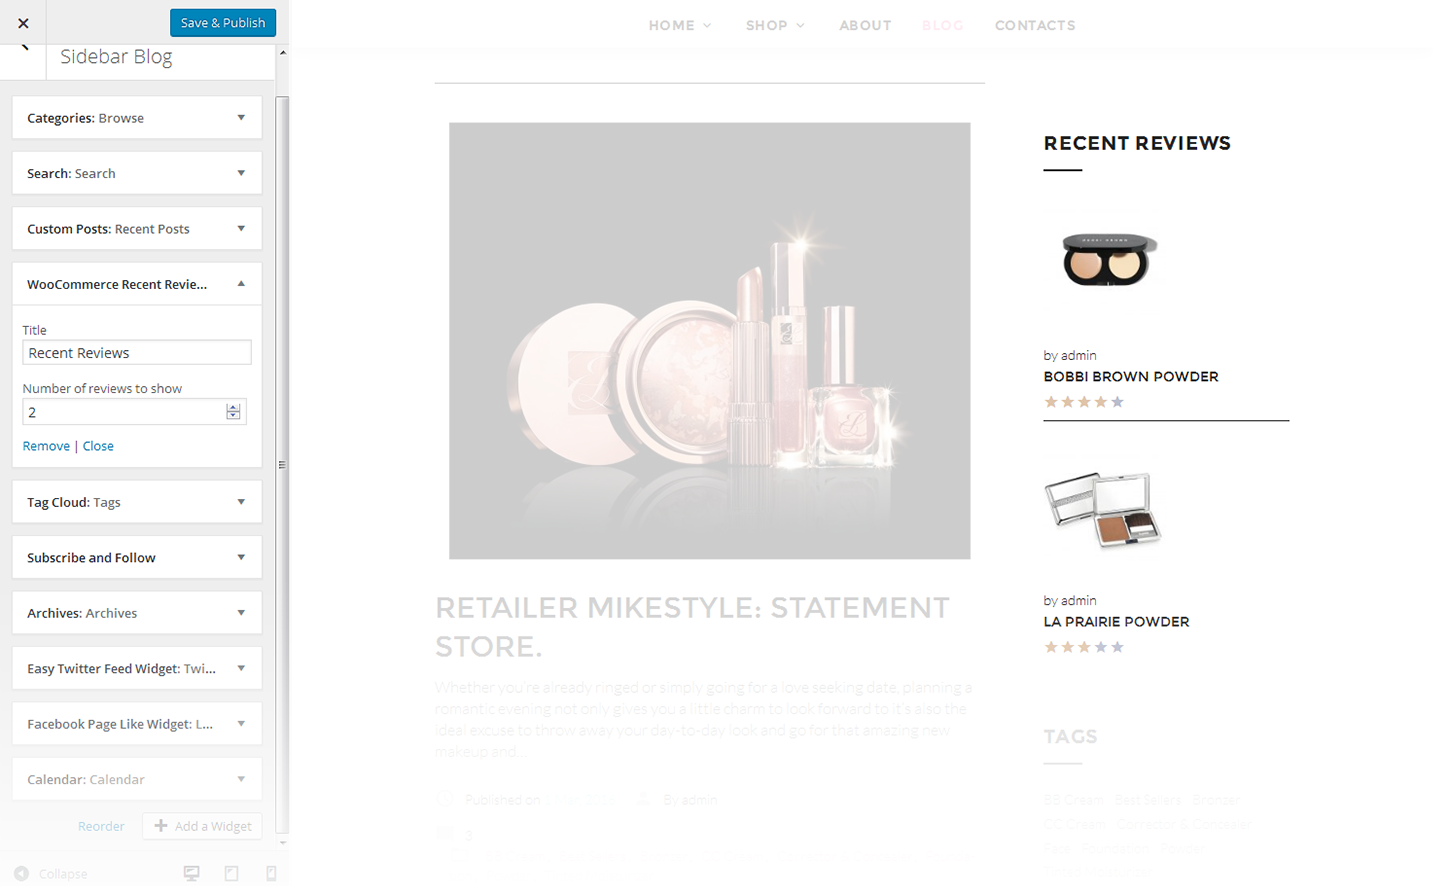 Save & Publish
Sidebar Blog
Categories: Browse
Search: Search
Custom Posts: Recent Posts
WooCommerce Recent Revie...
Title
Recent Reviews
Number of reviews to show
2
Remove | Close
Tag Cloud: Tags
Subscribe and Follow
Archives: Archives
Easy Twitter Feed Widget: Twi...
Facebook Page Like Widget: L...
Calendar: Calendar
Reorder
Add a Widget
Collapse
HOME SHOP ABOUT BLOG CONTACTS
RETAILER MIKESTYLE: STATEMENT
STORE.
Whether you're already ringed or simply going for a love seeking date, planning a
romantic evening not only gives you a little charm to look forward to it's also the
ideal excuse to throw away your day-to-day look and go for that amazing new
makeup and...
Published on
By admin
3
RECENT REVIEWS
BOBBI BROWN
by admin
BOBBI BROWN POWDER
by admin
LA PRAIRIE POWDER
TAGS
BB Cream Best Sellers Bronzer
CC Cream Corrector & Concealer
Face Foundation Powder